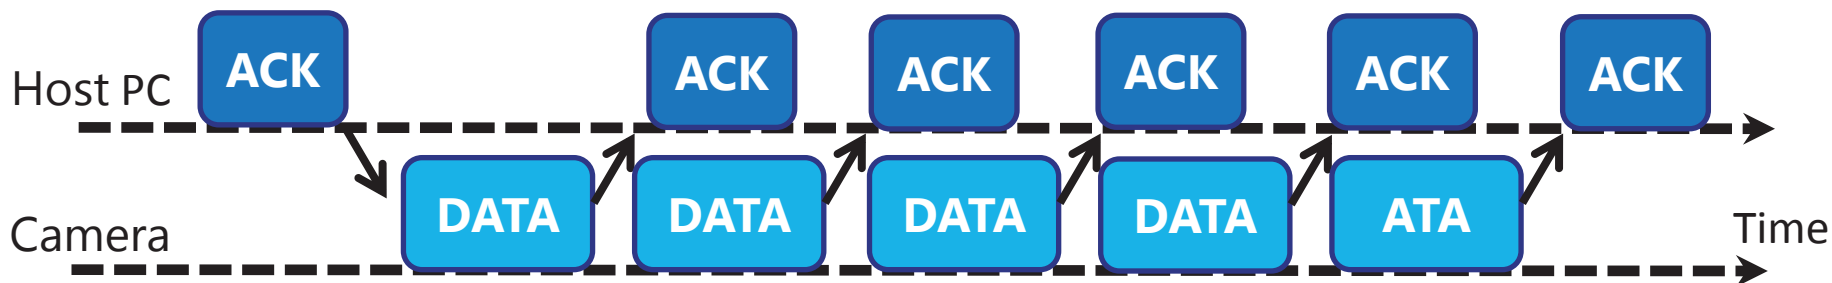 Host PC
ACK
ACK
ACK
ACK
ACK
ACK
Camera
DATA
DATA
DATA
DATA
ATA
Time